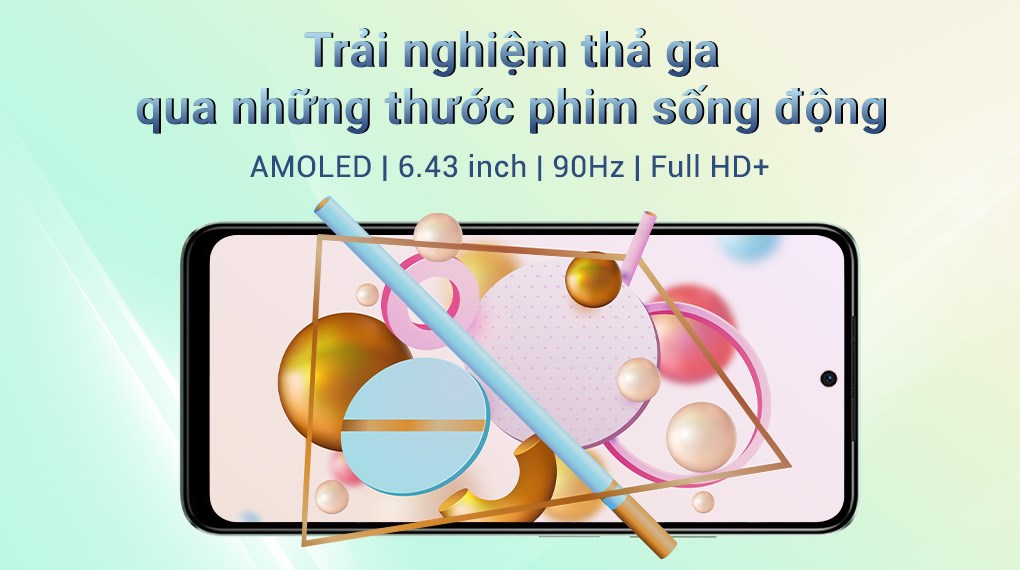 Trải nghiệm thả ga
qua những thước phim sống động
AMOLED | 6.43 inch | 90Hz | Full HD+